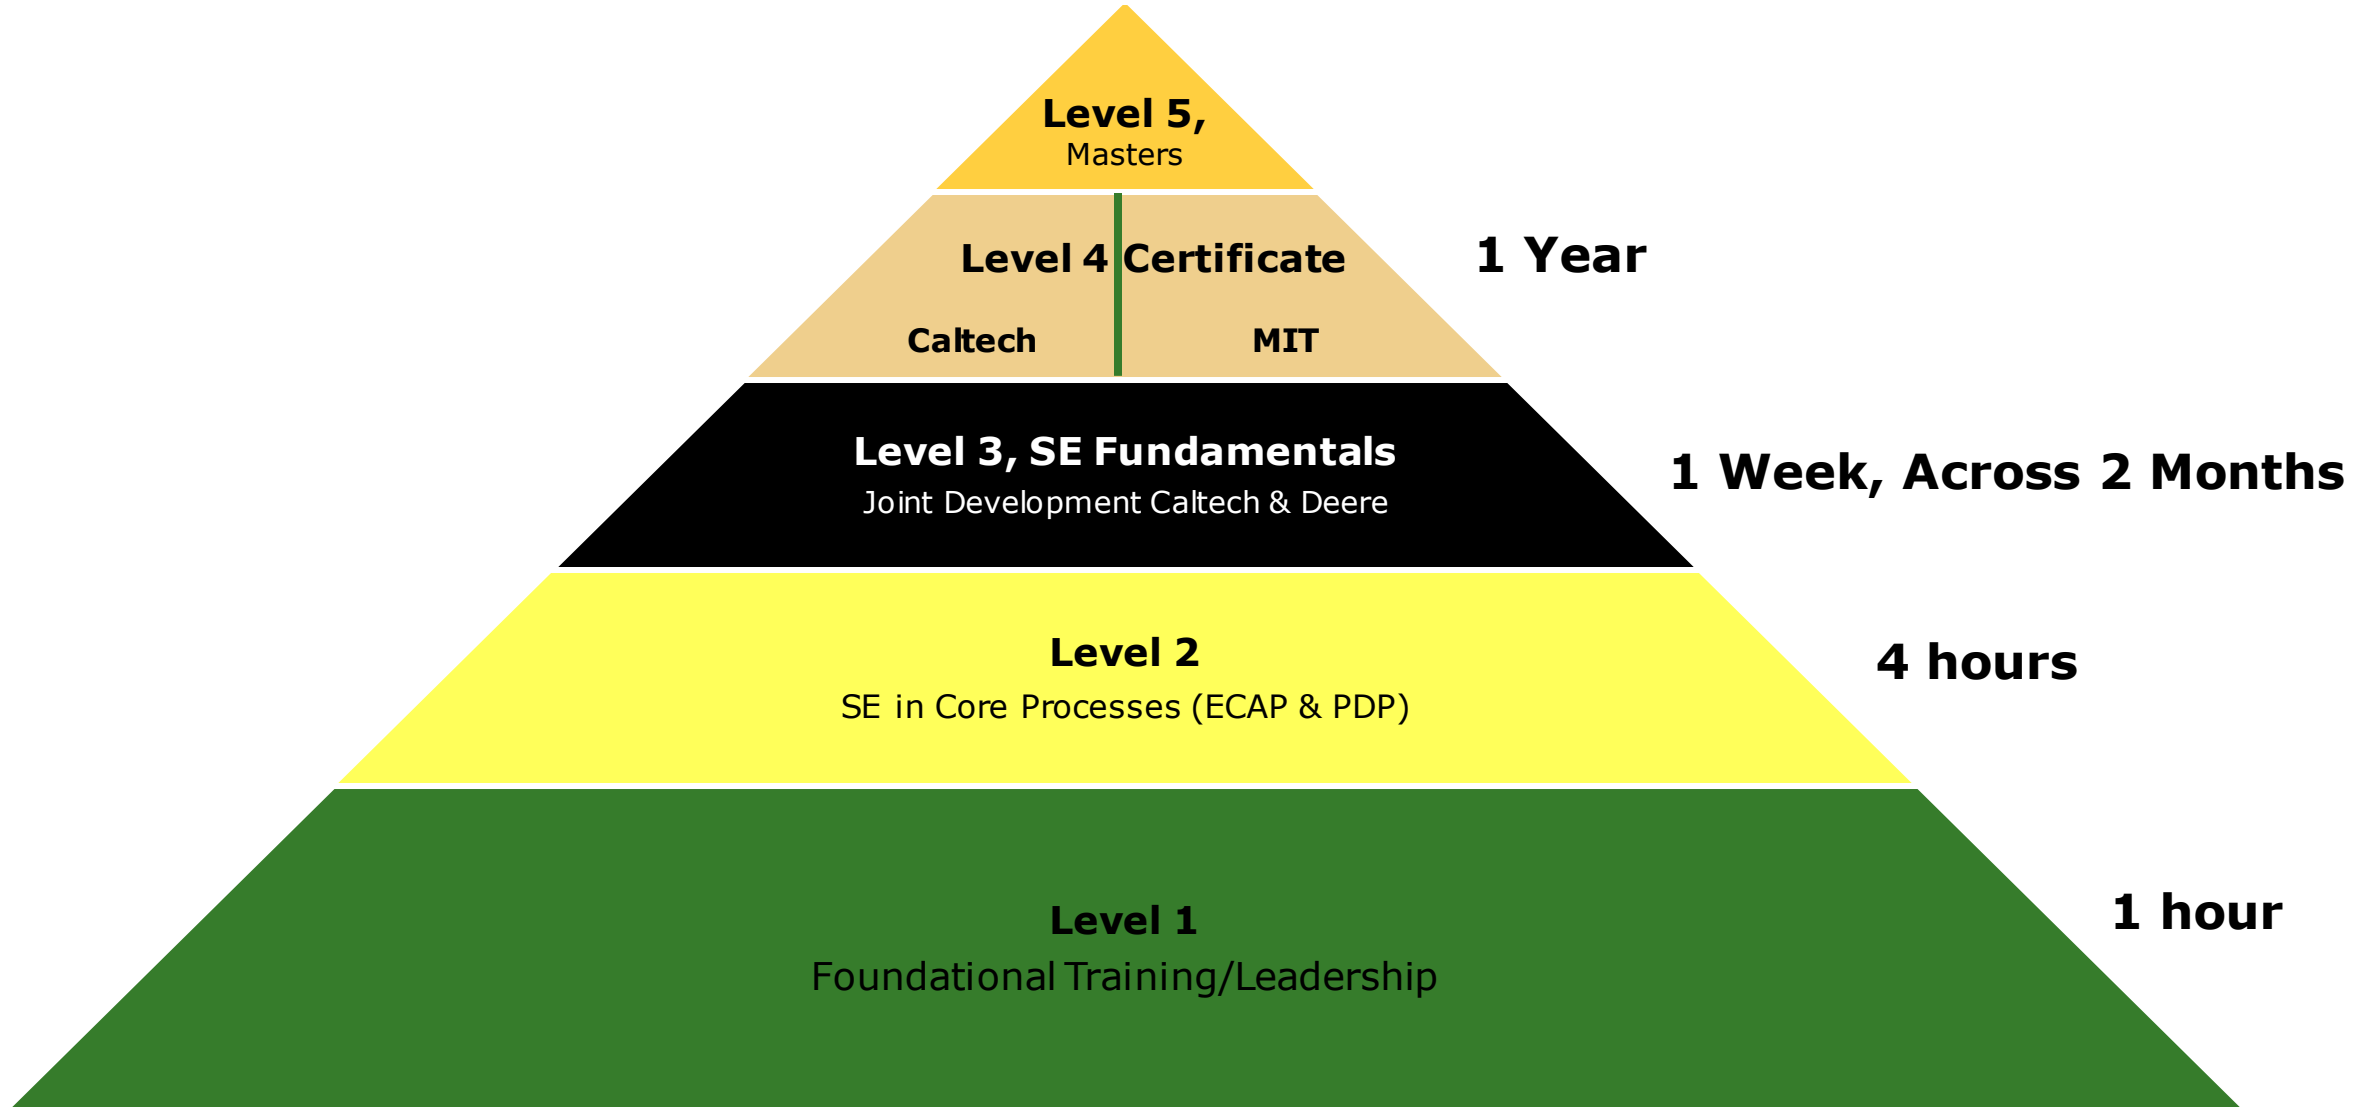 Level 5,
Masters
Level 4 Certificate
1 Year
Caltech
MIT
Level 3, SE Fundamentals
1 Week, Across 2 Months
Joint Development Caltech & Deere
Level 2
4 hours
SE in Core Processes (ECAP & PDP)
Level 1
1 hour
Foundational Training/Leadership